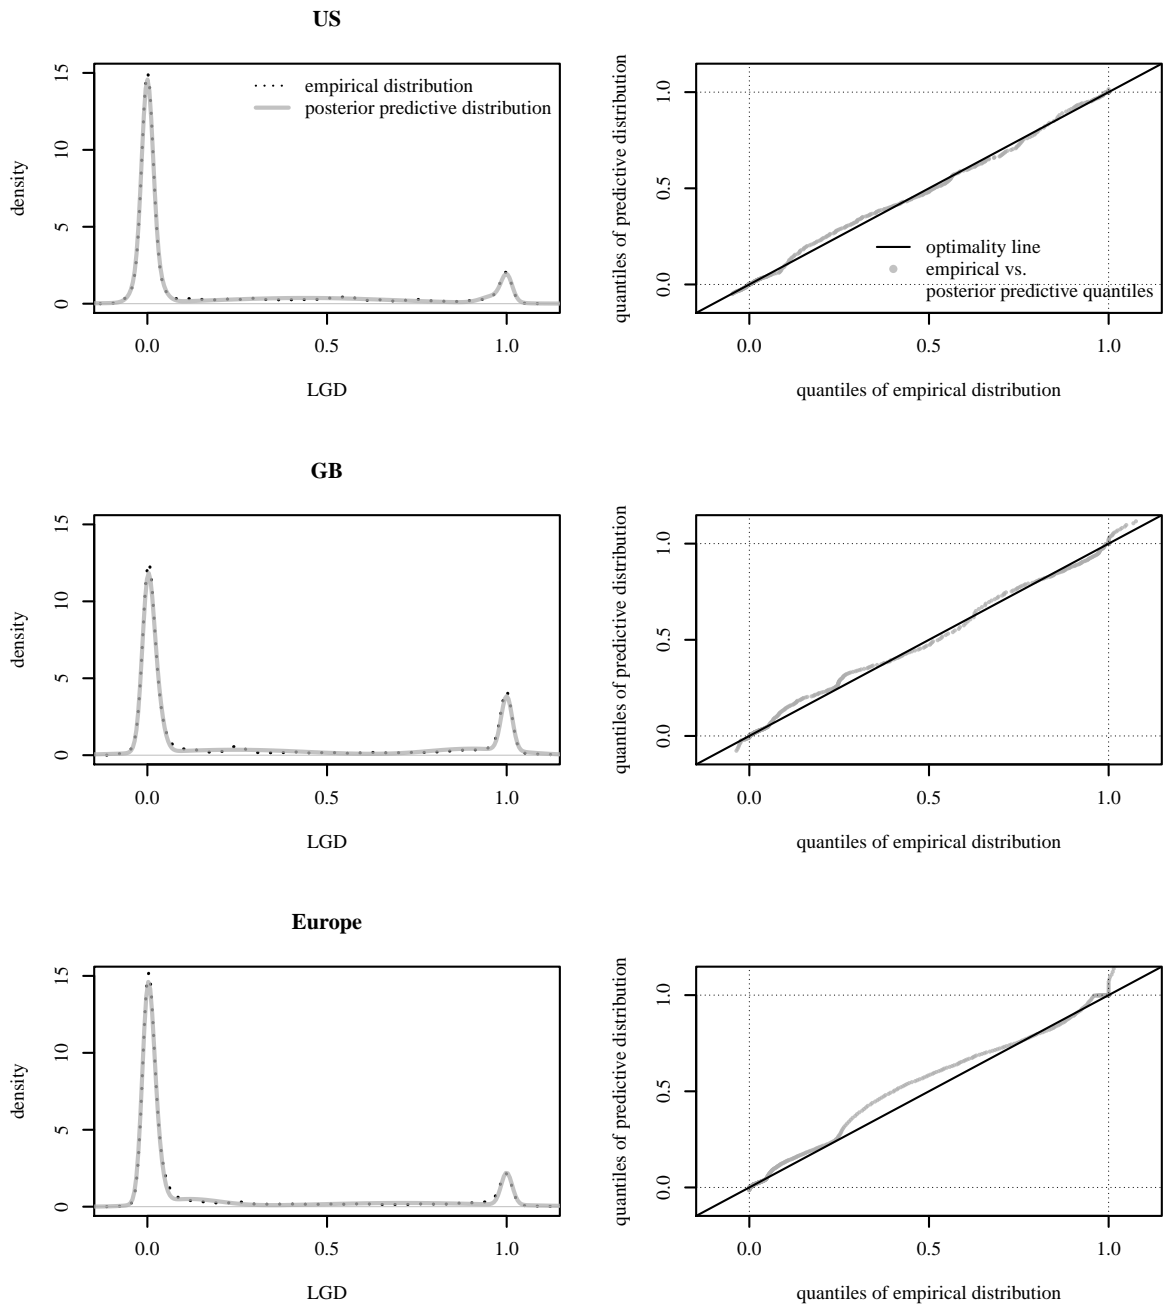 US
15
10
5
0
density
0.0 0.5 1.0
LGD
empirical distribution
posterior predictive distribution
1.0
0.5
0.0
quantiles of predictive distribution
0.0 0.5 1.0
quantiles of empirical distribution
optimality line
empirical vs.
posterior predictive quantiles
GB
15
10
5
0
density
0.0 0.5 1.0
LGD
1.0
0.5
0.0
quantiles of predictive distribution
0.0 0.5 1.0
quantiles of empirical distribution
Europe
15
10
5
0
density
0.0 0.5 1.0
LGD
1.0
0.5
0.0
quantiles of predictive distribution
0.0 0.5 1.0
quantiles of empirical distribution